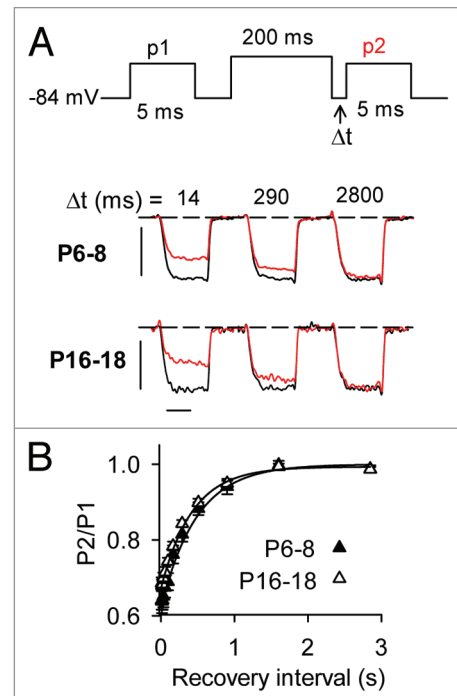 A
p1
200 ms
p2
-84 mV
5 ms
5 ms
Δt
Δt (ms) = 14 290 2800
P6-8
P16-18
B
P2/P1
1.0
0.8
0.6
P6-8
P16-18
0 1 2 3
Recovery interval (s)